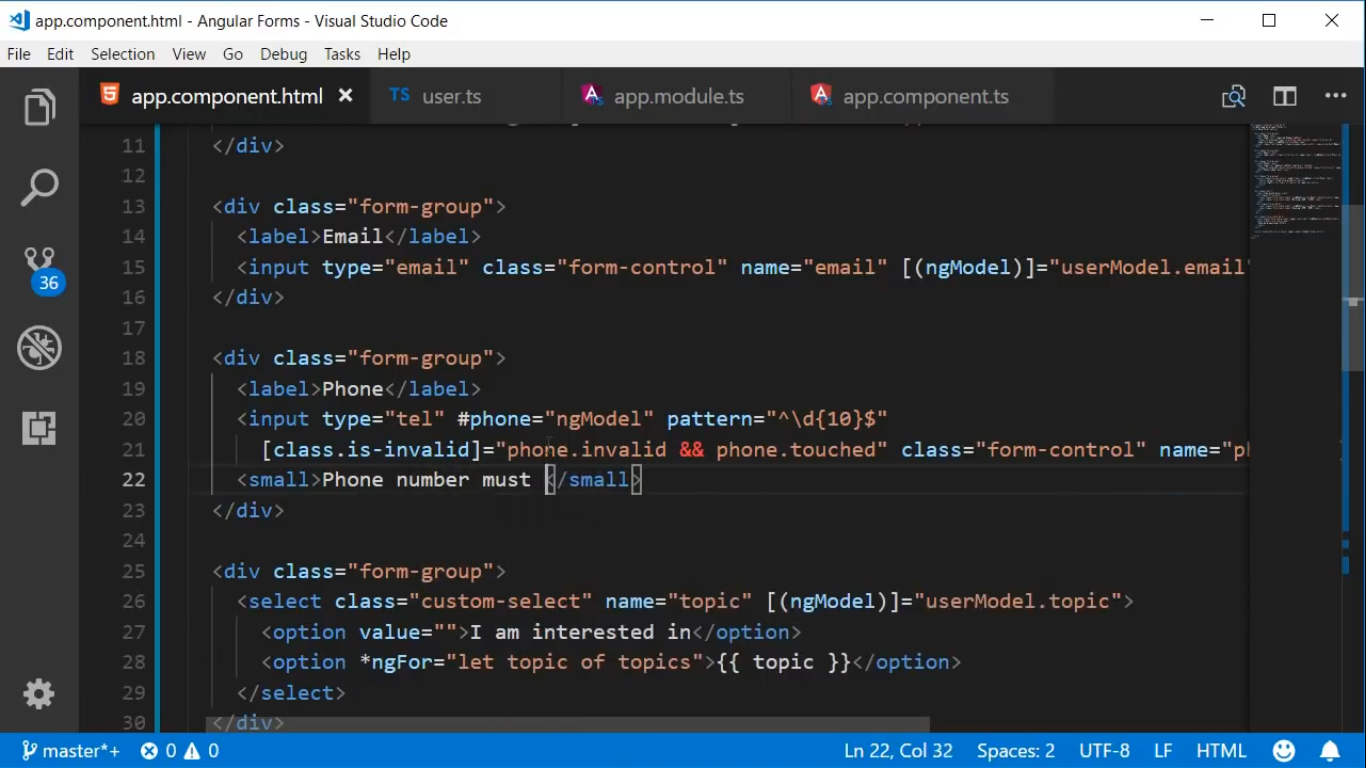 app.component.html - Angular Forms - Visual Studio Code
File Edit Selection View Go Debug Tasks Help
app.component.html TS user.ts app.module.ts app.component.ts
11 </div>
12
13 <div class="form-group">
14 <label>Email</label>
15 <input type="email" class="form-control" name="email" [(ngModel)]="userModel.email"
16 </div>
17
18 <div class="form-group">
19 <label>Phone</label>
20 <input type="tel" #phone="ngModel" pattern="^\d{10}$"
21 [class.is-invalid]="phone.invalid && phone.touched" class="form-control" name="ph
22 <small>Phone number must </small>
23 </div>
24
25 <div class="form-group">
26 <select class="custom-select" name="topic" [(ngModel)]="userModel.topic">
27 <option value="">I am interested in</option>
28 <option *ngFor="let topic of topics">{{ topic }}</option>
29 </select>
30 </div>
36
master*+ 0 0 Ln 22, Col 32 Spaces: 2 UTF-8 LF HTML